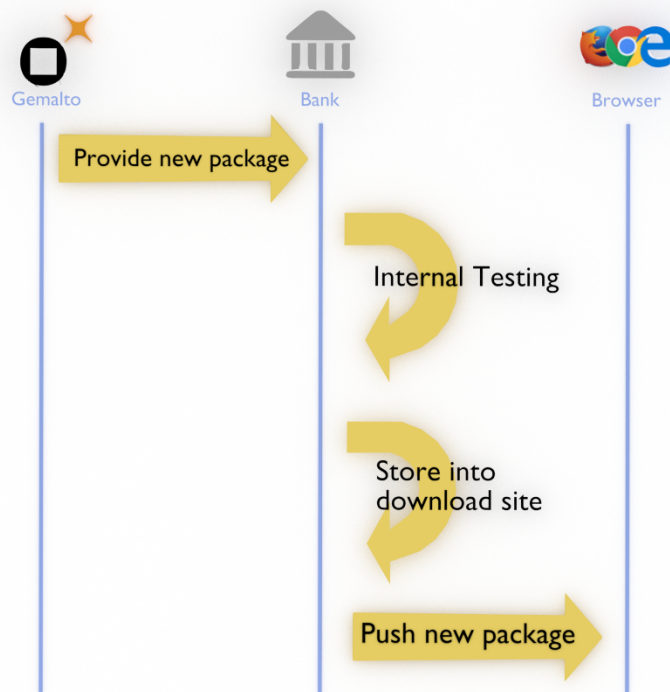 Gemalto
Bank
Browser
Provide new package
Internal Testing
Store into
download site
Push new package